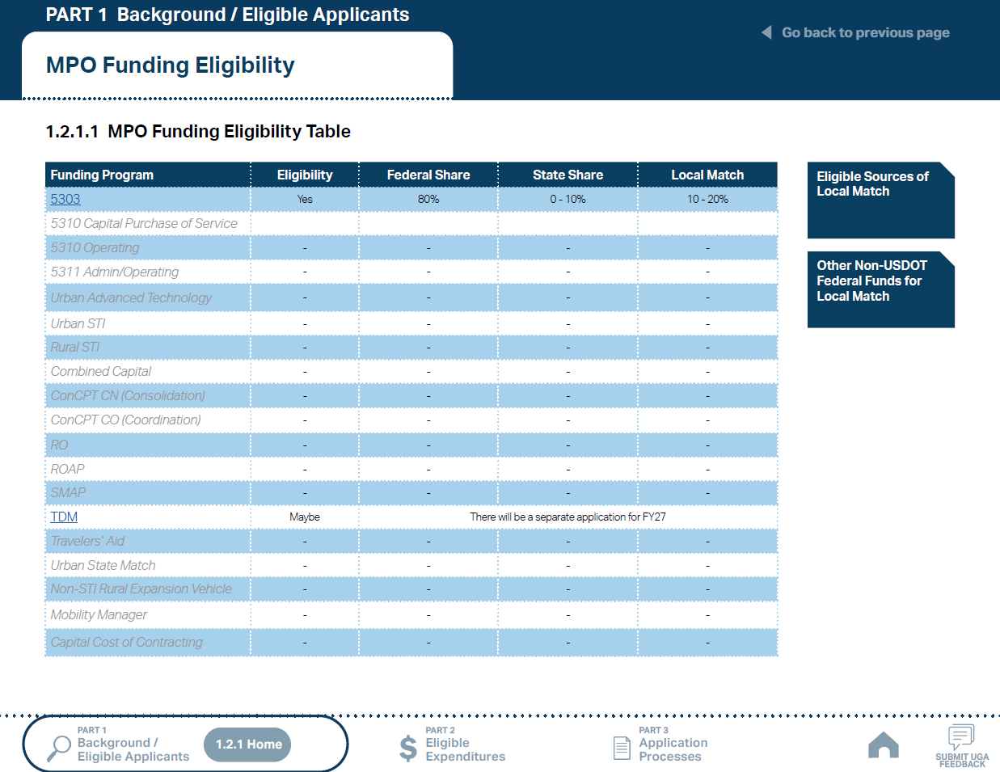 PART 1 Background / Eligible Applicants
Go back to previous page
MPO Funding Eligibility
1.2.1.1 MPO Funding Eligibility Table
Funding Program Eligibility Federal Share State Share Local Match
5303 Yes 80% 0 - 10% 10 - 20%
5310 Capital Purchase of Service
5310 Operating - - - -
5311 Admin/Operating - - - -
Urban Advanced Technology - - - -
Urban STI - - - -
Rural STI - - - -
Combined Capital - - - -
ConCPT CN (Consolidation) - - - -
ConCPT CO (Coordination) - - - -
RO - - - -
ROAP - - - -
SMAP - - - -
TDM Maybe There will be a separate application for FY27
Travelers' Aid - - - -
Urban State Match - - - -
Non-STI Rural Expansion Vehicle - - - -
Mobility Manager - - - -
Capital Cost of Contracting - - - -
Eligible Sources of
Local Match
Other Non-USDOT
Federal Funds for
Local Match
PART 1
Background /
Eligible Applicants
1.2.1 Home
PART 2
Eligible
Expenditures
PART 3
Application
Processes
SUBMIT UGA
FEEDBACK